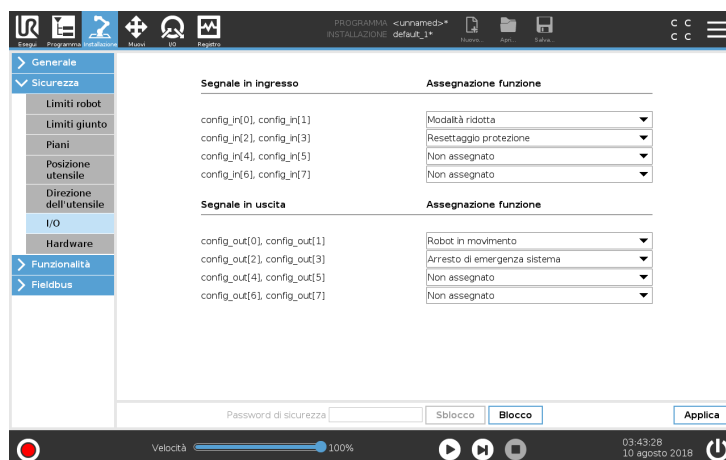 UR
PROGRAMMA <unnamed>*
INSTALLAZIONE default_1*
Esegui Programma Installazione Muovi I/O Registro Nuovo... Apri... Salva...
C C
C C
Generale
Sicurezza
Limiti robot
Limiti giunto
Piani
Posizione
utensile
Direzione
dell'utensile
I/O
Hardware
Funzionalità
Fieldbus
Segnale in ingresso Assegnazione funzione
config_in[0], config_in[1] Modalità ridotta
config_in[2], config_in[3] Resettaggio protezione
config_in[4], config_in[5] Non assegnato
config_in[6], config_in[7] Non assegnato
Segnale in uscita Assegnazione funzione
config_out[0], config_out[1] Robot in movimento
config_out[2], config_out[3] Arresto di emergenza sistema
config_out[4], config_out[5] Non assegnato
config_out[6], config_out[7] Non assegnato
Password di sicurezza Sblocco Blocco Applica
Velocità 100%
03:43:28
10 agosto 2018